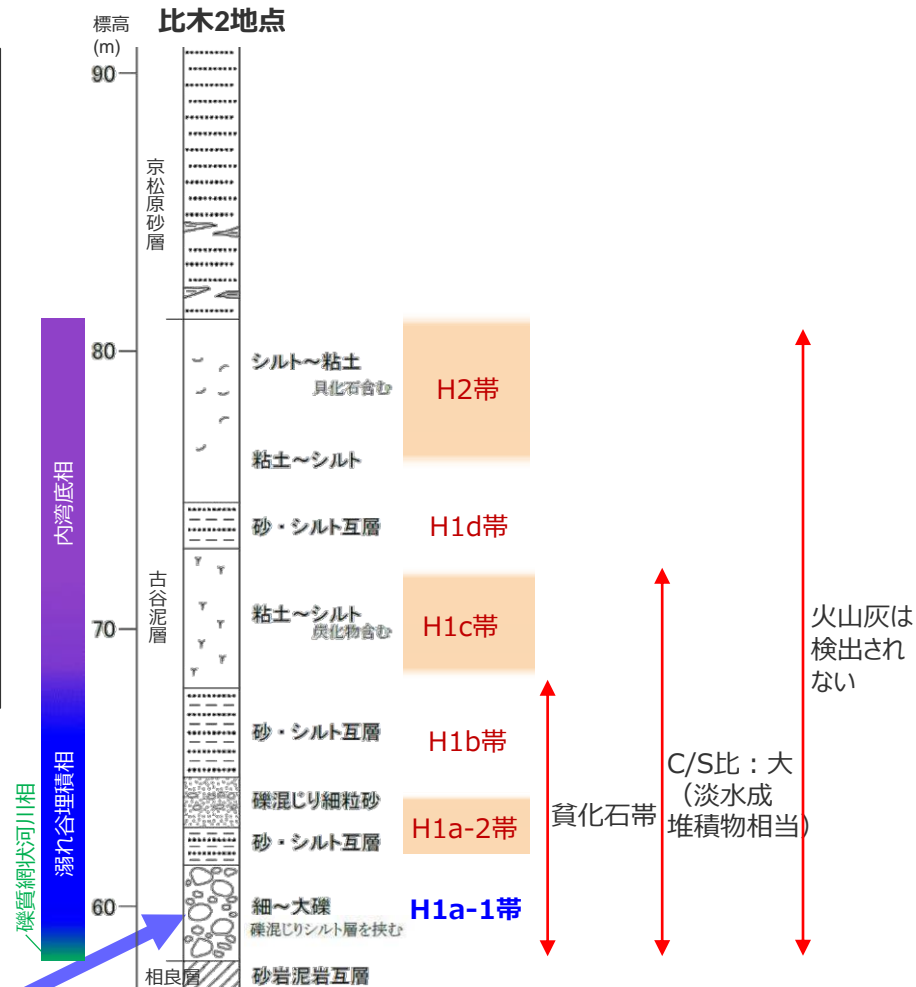 比木2地点
標高
(m)
90
京松原砂層
80
シルト～粘土
貝化石含む
H2帯
粘土～シルト
内湾底相
砂・シルト互層
H1d帯
古谷泥層
70
粘土～シルト
炭化物含む
H1c帯
火山灰は
検出され
ない
砂・シルト互層
H1b帯
溺れ谷埋積相
C/S比：大
（淡水成
堆積物相当）
礫混じり細粒砂
貧化石帯
H1a-2帯
砂・シルト互層
礫質網状河川相
60
細～大礫
礫混じりシルト層を挟む
H1a-1帯
相良層
砂岩泥岩互層